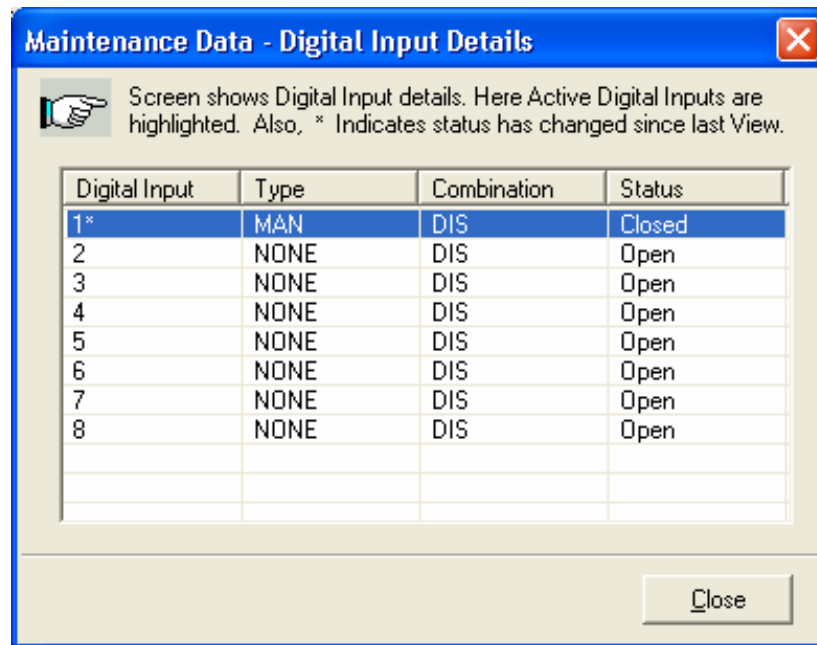 Maintenance Data - Digital Input Details
Screen shows Digital Input details. Here Active Digital Inputs are
highlighted. Also, * Indicates status has changed since last View.
Digital Input Type Combination Status
1* MAN DIS Closed
2 NONE DIS Open
3 NONE DIS Open
4 NONE DIS Open
5 NONE DIS Open
6 NONE DIS Open
7 NONE DIS Open
8 NONE DIS Open
Close